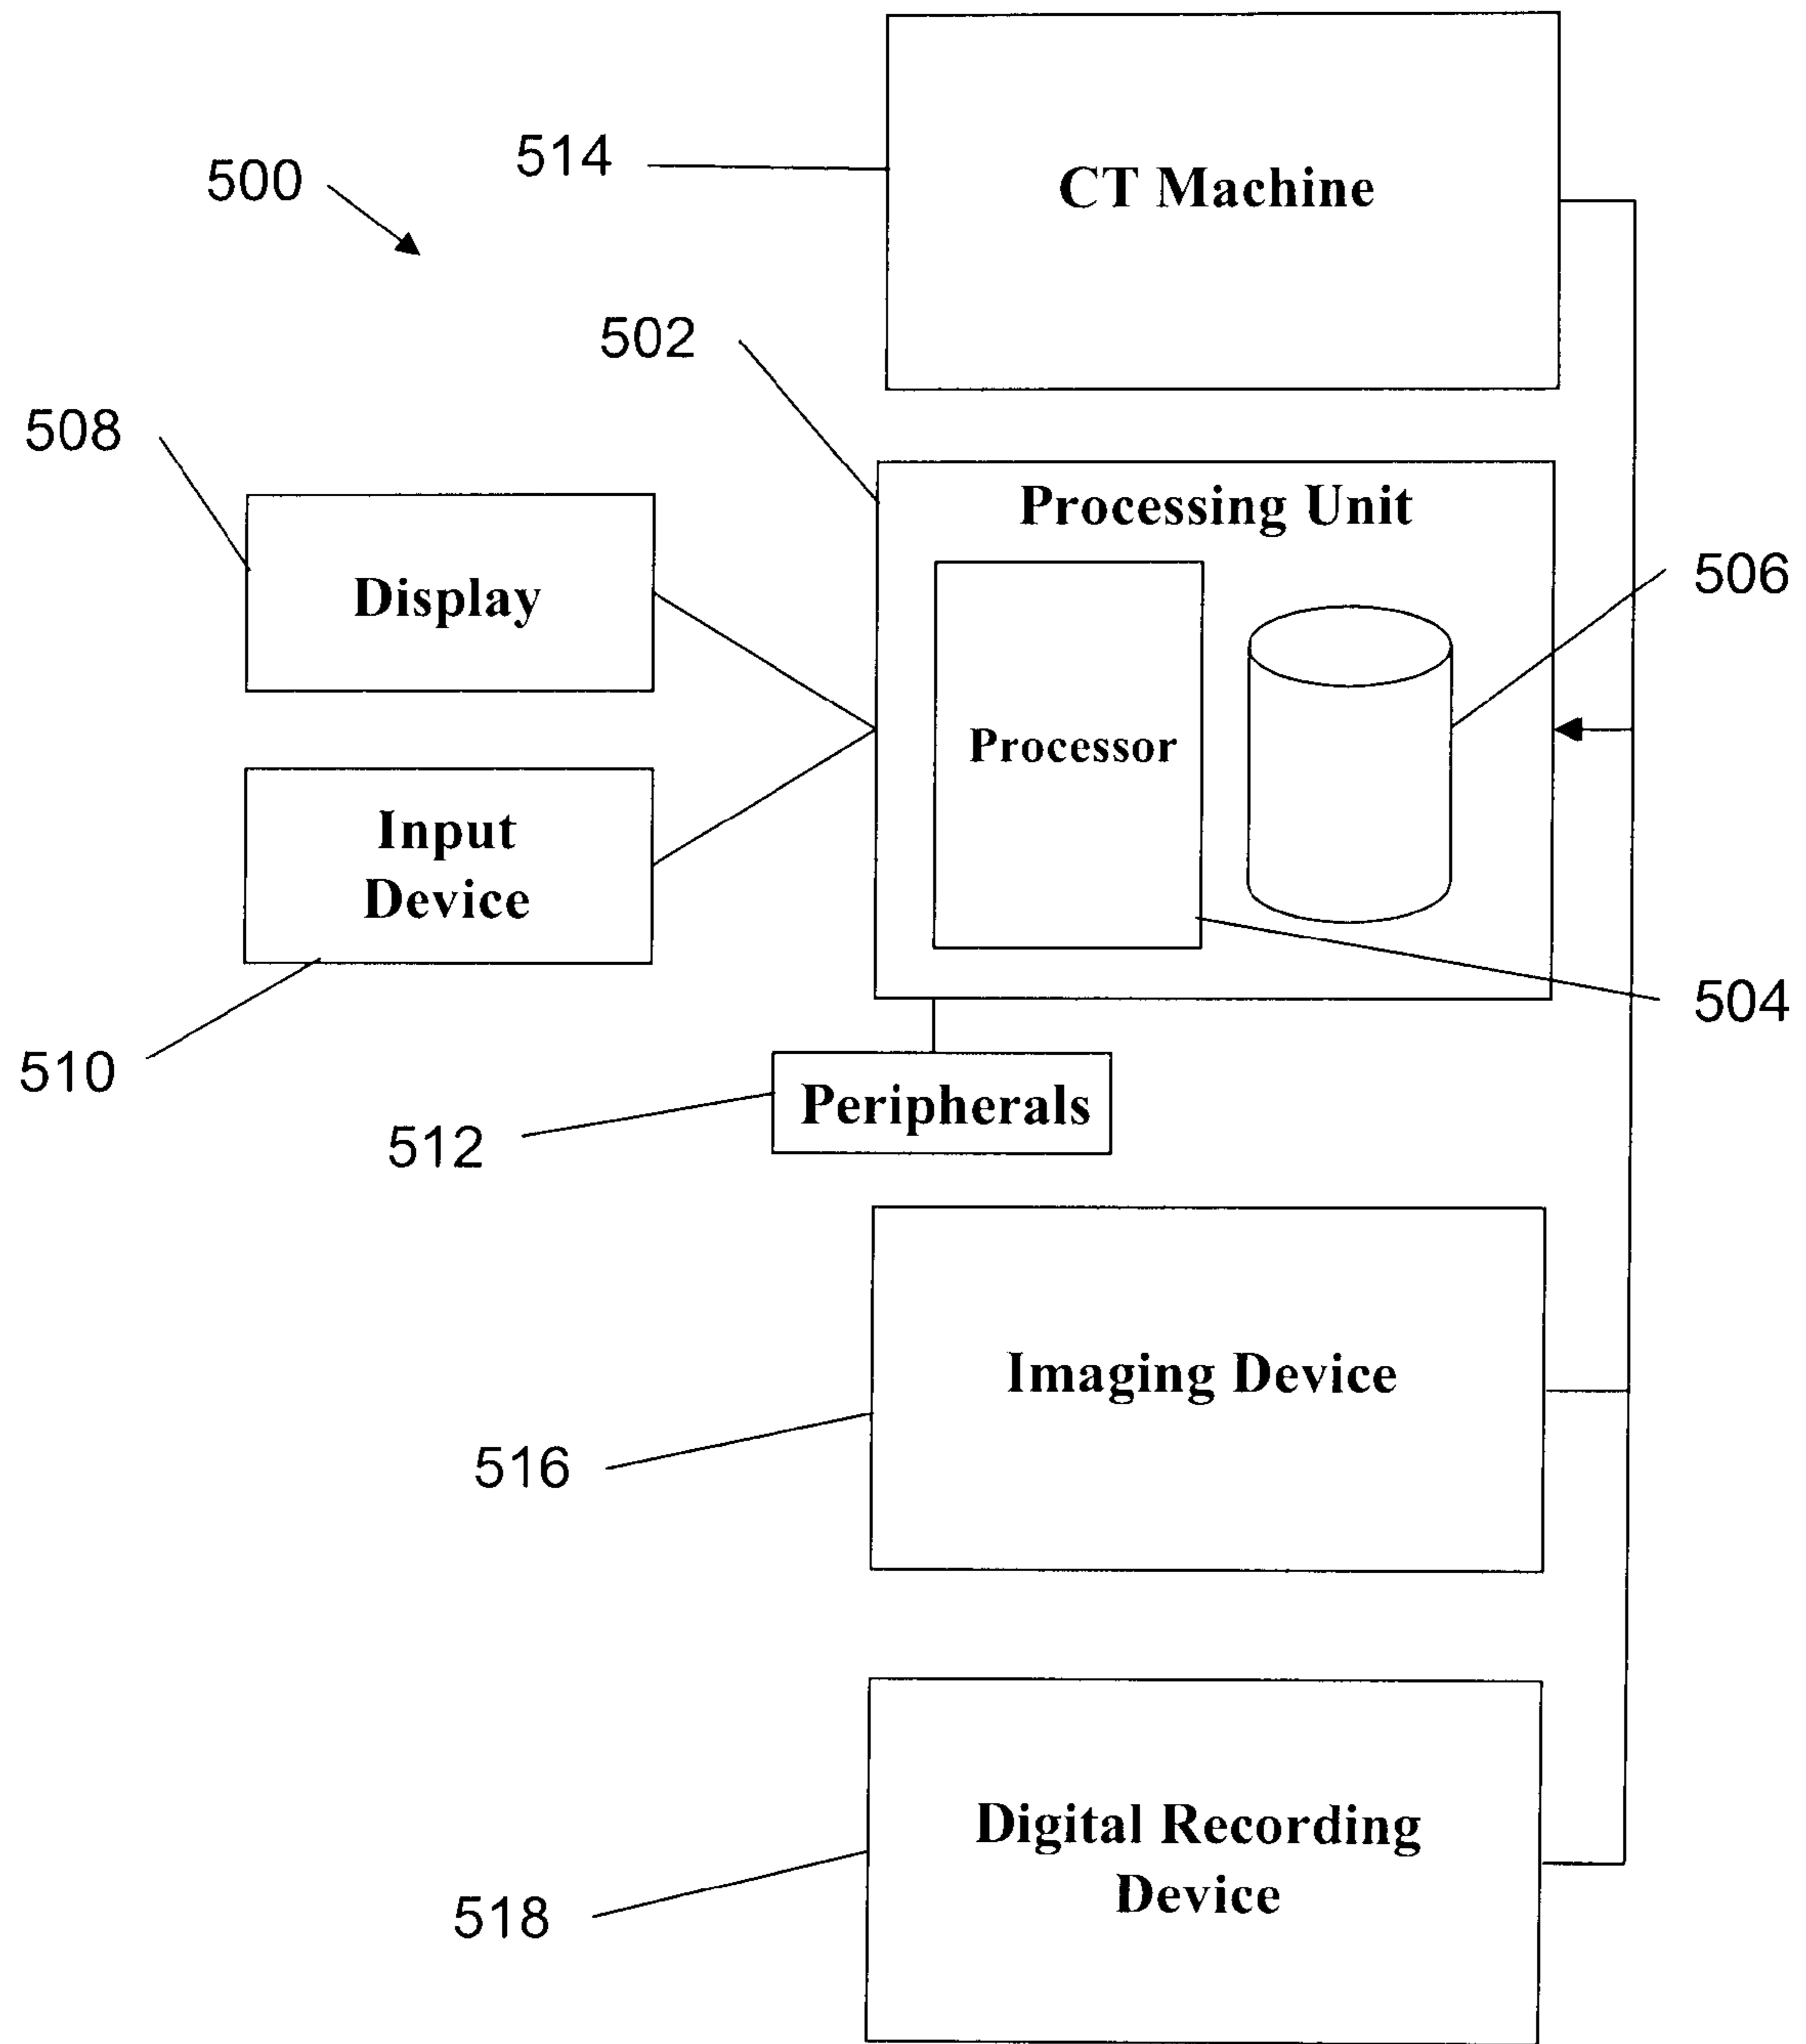 514
CT Machine
500
502
508
Processing Unit
Display
506
Processor
Input
Device
504
510
Peripherals
512
Imaging Device
516
Digital Recording
Device
518